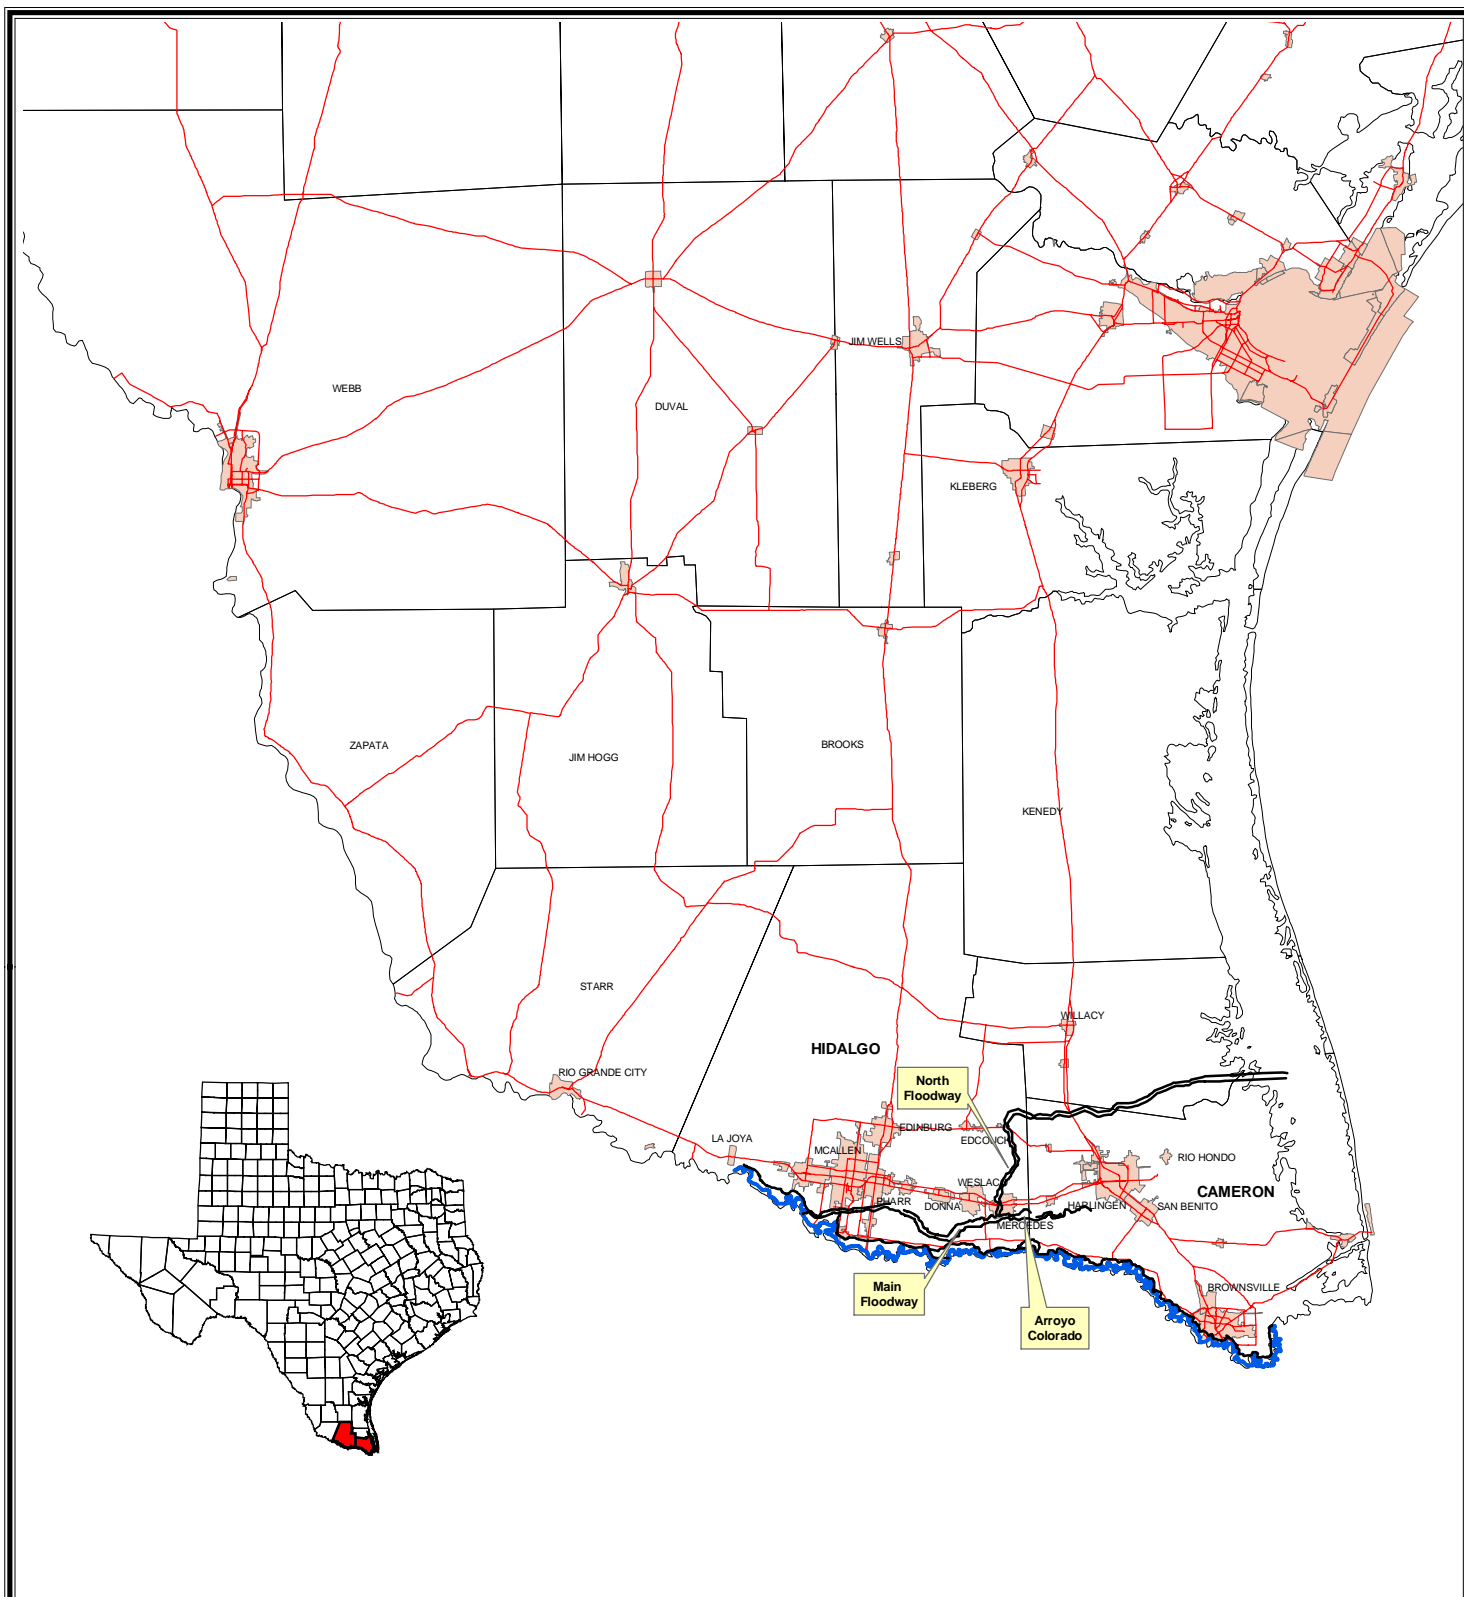 JIM WELLS
WEBB
DUVAL
KLEBERG
ZAPATA
BROOKS
JIM HOGG
KENEDY
STARR
WILLACY
HIDALGO
RIO GRANDE CITY
North
Floodway
EDINBURG
EDCOUCH
LA JOYA
MCALLEN
RIO HONDO
WESLACO
CAMERON
PHARR
DONNA
HARLINGEN
SAN BENITO
MERCEDES
Main
Floodway
BROWNSVILLE
Arroyo
Colorado